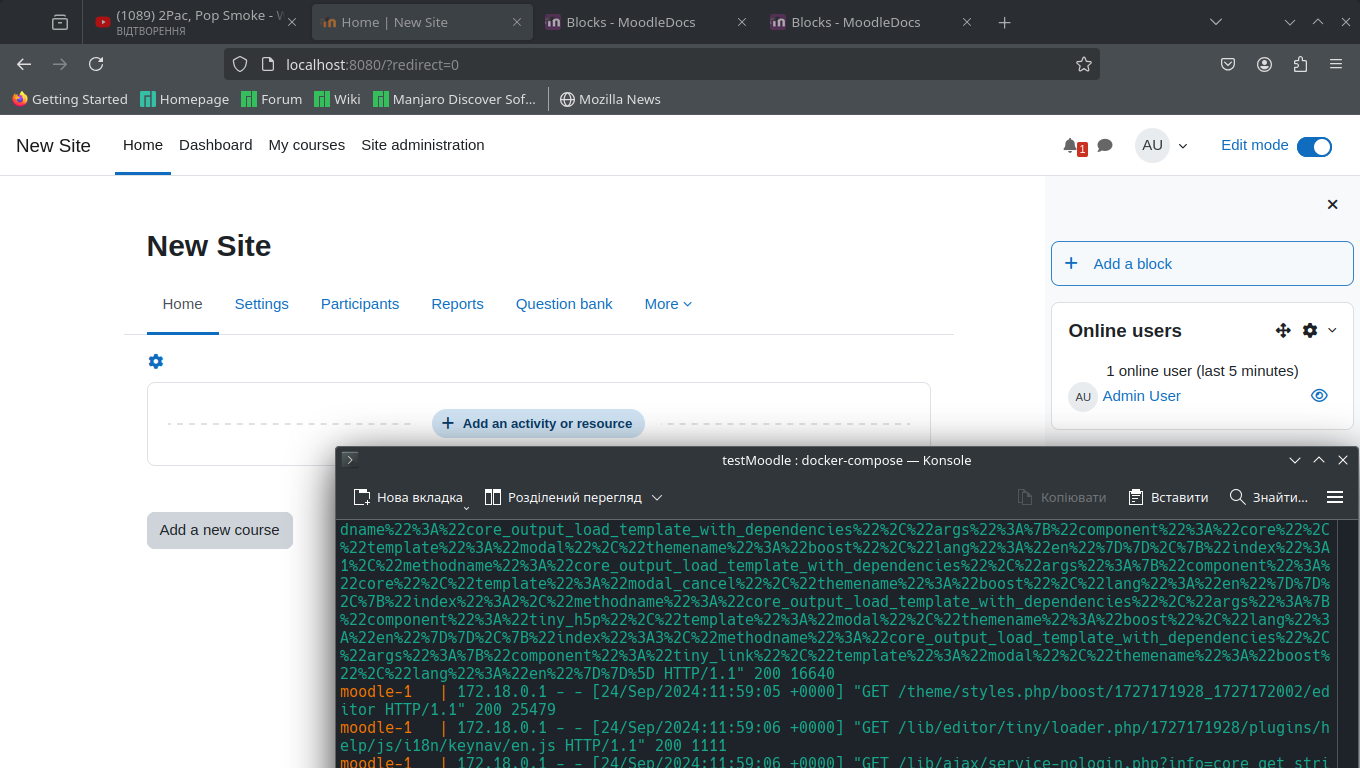 (1089) 2Pac, Pop Smoke - W
ВІДТВОРЕННЯ
Home | New Site
Blocks - MoodleDocs
Blocks - MoodleDocs
localhost:8080/?redirect=0
Getting Started Homepage Forum Wiki Manjaro Discover Sof... Mozilla News
New Site Home Dashboard My courses Site administration 1 AU Edit mode
New Site
Home Settings Participants Reports Question bank More
Add an activity or resource
Add a new course
Add a block
Online users
1 online user (last 5 minutes)
AU Admin User
testMoodle : docker-compose — Konsole
Нова вкладка Розділений перегляд Копіювати Вставити Знайти...
dname%22%3A%22core_output_load_template_with_dependencies%22%2C%22args%22%3A%7B%22component%22%3A%22core%22%2C
%22template%22%3A%22modal%22%2C%22themename%22%3A%22boost%22%2C%22lang%22%3A%22en%22%7D%7D%2C%7B%22index%22%3A
1%2C%22methodname%22%3A%22core_output_load_template_with_dependencies%22%2C%22args%22%3A%7B%22component%22%3A%
22core%22%2C%22template%22%3A%22modal_cancel%22%2C%22themename%22%3A%22boost%22%2C%22lang%22%3A%22en%22%7D%7D%
2C%7B%22index%22%3A2%2C%22methodname%22%3A%22core_output_load_template_with_dependencies%22%2C%22args%22%3A%7B
%22component%22%3A%22tiny_h5p%22%2C%22template%22%3A%22modal%22%2C%22themename%22%3A%22boost%22%2C%22lang%22%3
A%22en%22%7D%7D%2C%7B%22index%22%3A3%2C%22methodname%22%3A%22core_output_load_template_with_dependencies%22%2C
%22args%22%3A%7B%22component%22%3A%22tiny_link%22%2C%22template%22%3A%22modal%22%2C%22themename%22%3A%22boost%
22%2C%22lang%22%3A%22en%22%7D%7D%5D HTTP/1.1" 200 16640
moodle-1 | 172.18.0.1 - - [24/Sep/2024:11:59:05 +0000] "GET /theme/styles.php/boost/1727171928_1727172002/ed
itor HTTP/1.1" 200 25479
moodle-1 | 172.18.0.1 - - [24/Sep/2024:11:59:06 +0000] "GET /lib/editor/tiny/loader.php/1727171928/plugins/h
elp/js/i18n/keynav/en.js HTTP/1.1" 200 1111
moodle-1 | 172.18.0.1 - - [24/Sep/2024:11:59:06 +0000] "GET /lib/ajax/service-nologin.php?info=core_get_stri